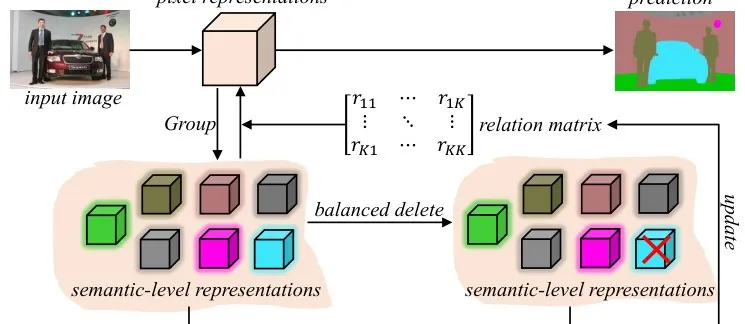 pixel representations
prediction
input image
Group
r11 ⋯ r1K
⋮ ⋱ ⋮
rK1 ⋯ rKK
relation matrix
balanced delete
update
semantic-level representations
semantic-level representations